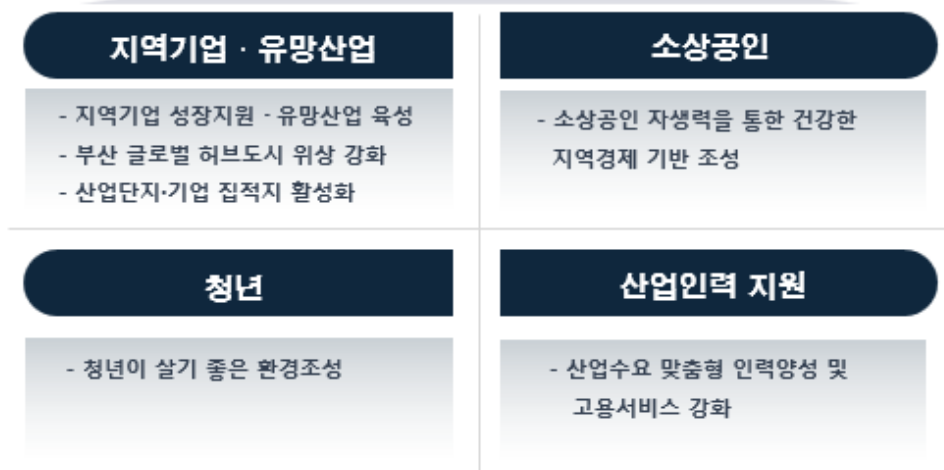 지역기업 · 유망산업
- 지역기업 성장지원 · 유망산업 육성
- 부산 글로벌 허브도시 위상 강화
- 산업단지·기업 집적지 활성화
소상공인
- 소상공인 자생력을 통한 건강한
지역경제 기반 조성
청년
- 청년이 살기 좋은 환경조성
산업인력 지원
- 산업수요 맞춤형 인력양성 및
고용서비스 강화